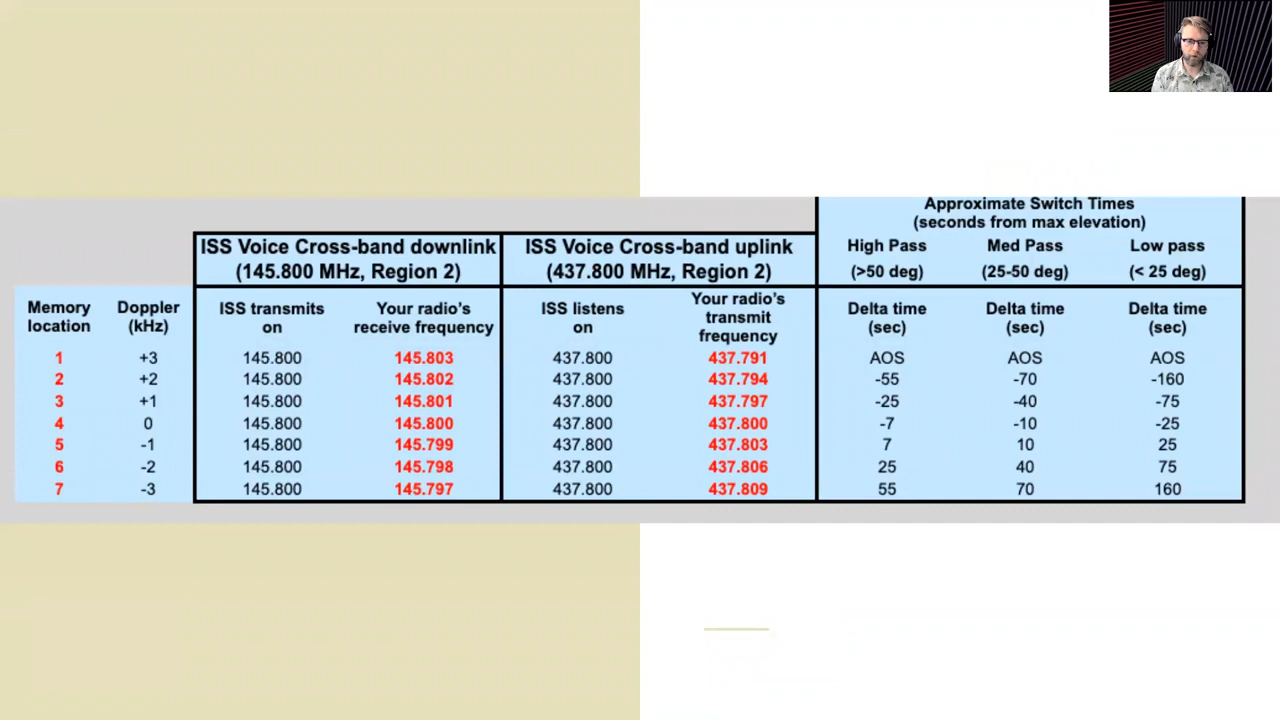 Approximate Switch Times
(seconds from max elevation)
ISS Voice Cross-band downlink ISS Voice Cross-band uplink High Pass Med Pass Low pass
(145.800 MHz, Region 2) (437.800 MHz, Region 2) (>50 deg) (25-50 deg) (< 25 deg)
Memory location Doppler (kHz) ISS transmits on Your radio's receive frequency ISS listens on Your radio's transmit frequency Delta time (sec) Delta time (sec) Delta time (sec)
1 +3 145.800 145.803 437.800 437.791 AOS AOS AOS
2 +2 145.800 145.802 437.800 437.794 -55 -70 -160
3 +1 145.800 145.801 437.800 437.797 -25 -40 -75
4 0 145.800 145.800 437.800 437.800 -7 -10 -25
5 -1 145.800 145.799 437.800 437.803 7 10 25
6 -2 145.800 145.798 437.800 437.806 25 40 75
7 -3 145.800 145.797 437.800 437.809 55 70 160